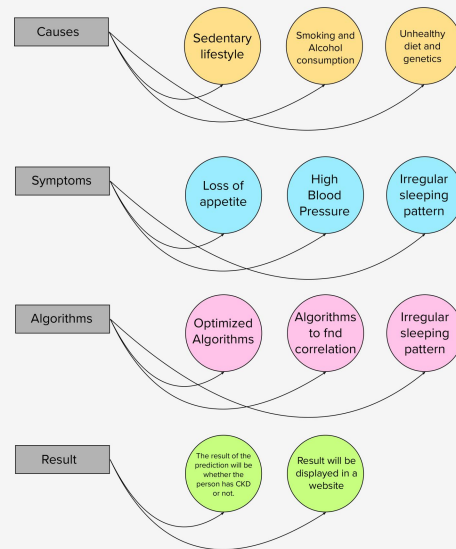 Causes
Sedentary
lifestyle
Smoking and
Alcohol
consumption
Unhealthy
diet and
genetics
Symptoms
Loss of
appetite
High
Blood
Pressure
Irregular
sleeping
pattern
Algorithms
Optimized
Algorithms
Algorithms
to fnd
correlation
Irregular
sleeping
pattern
Result
The result of the
prediction will be
whether the
person has CKD
or not.
Result will be
displayed in a
website